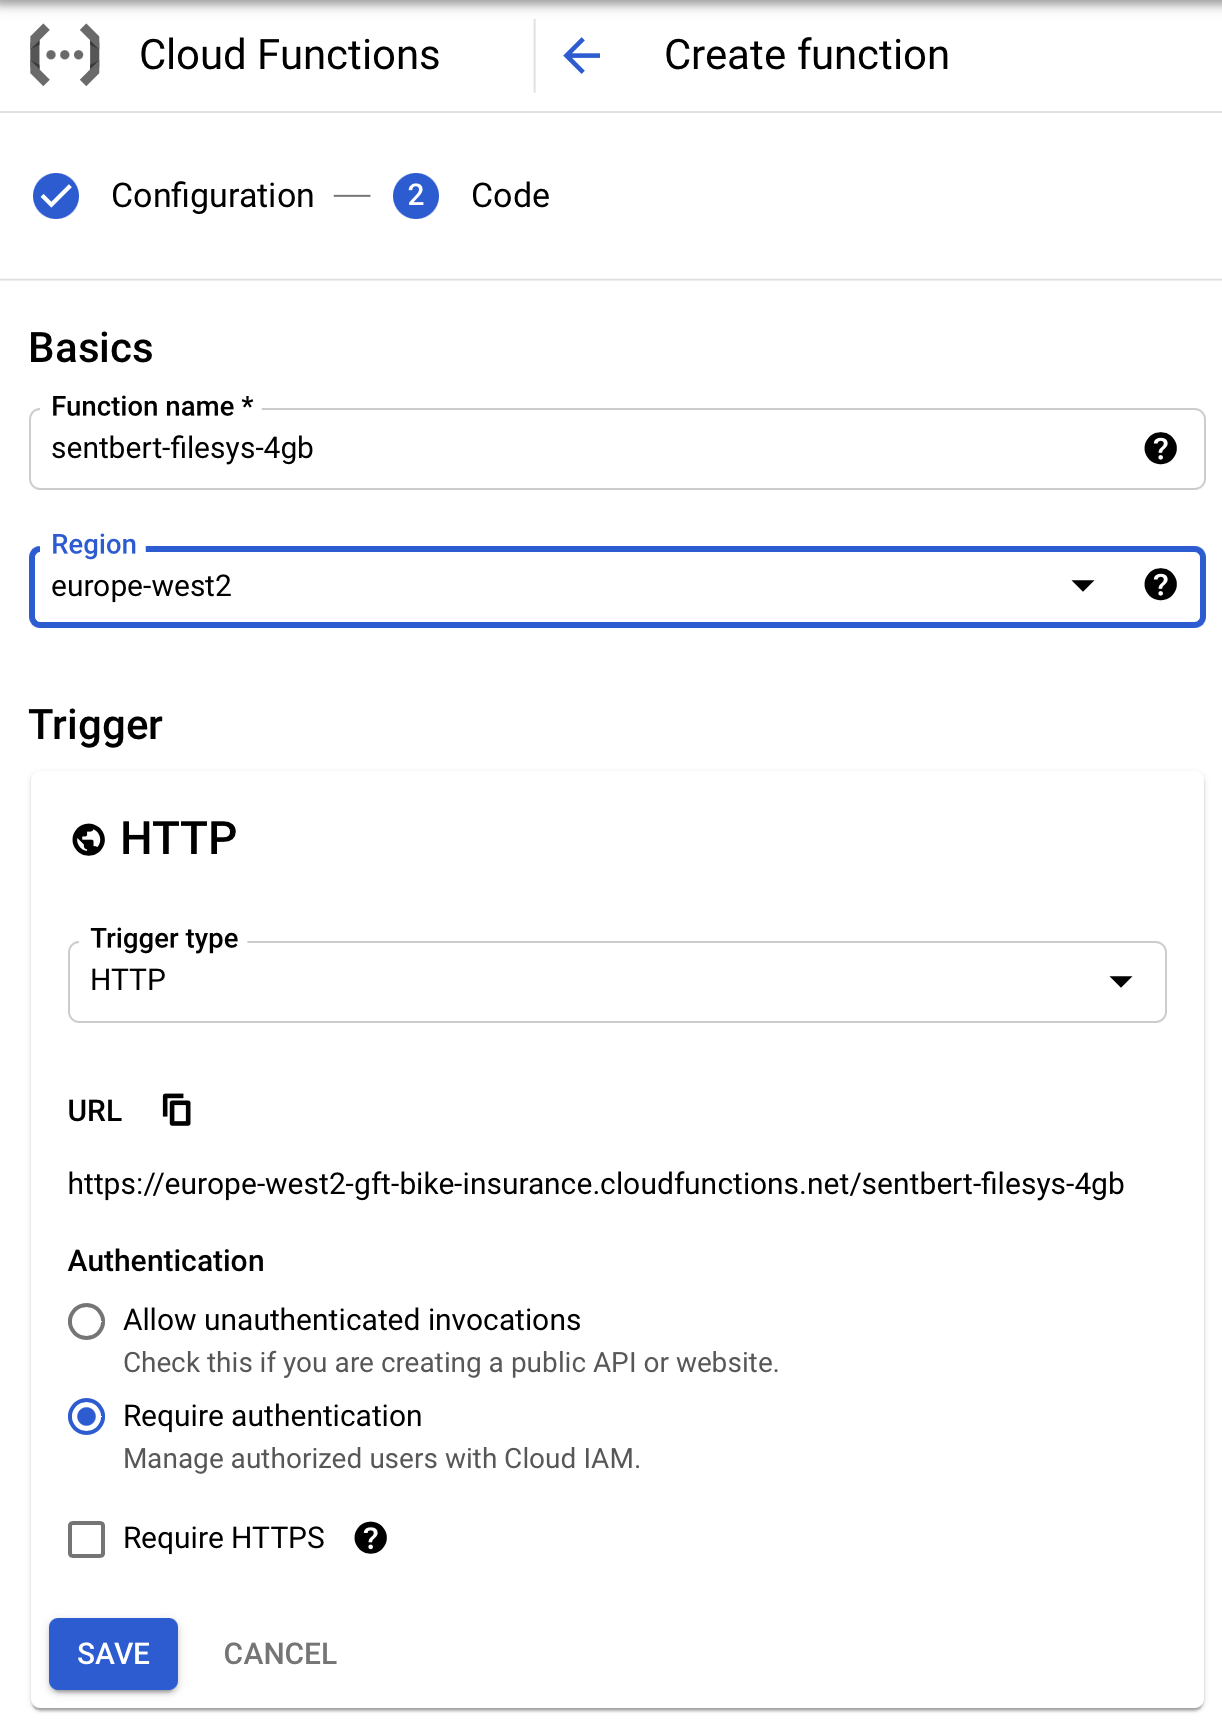 Cloud Functions
Create function
Configuration
2 Code
Basics
Function name *
sentbert-filesys-4gb
Region
europe-west2
Trigger
HTTP
Trigger type
HTTP
URL
https://europe-west2-gft-bike-insurance.cloudfunctions.net/sentbert-filesys-4gb
Authentication
Allow unauthenticated invocations
Check this if you are creating a public API or website.
Require authentication
Manage authorized users with Cloud IAM.
Require HTTPS
SAVE CANCEL